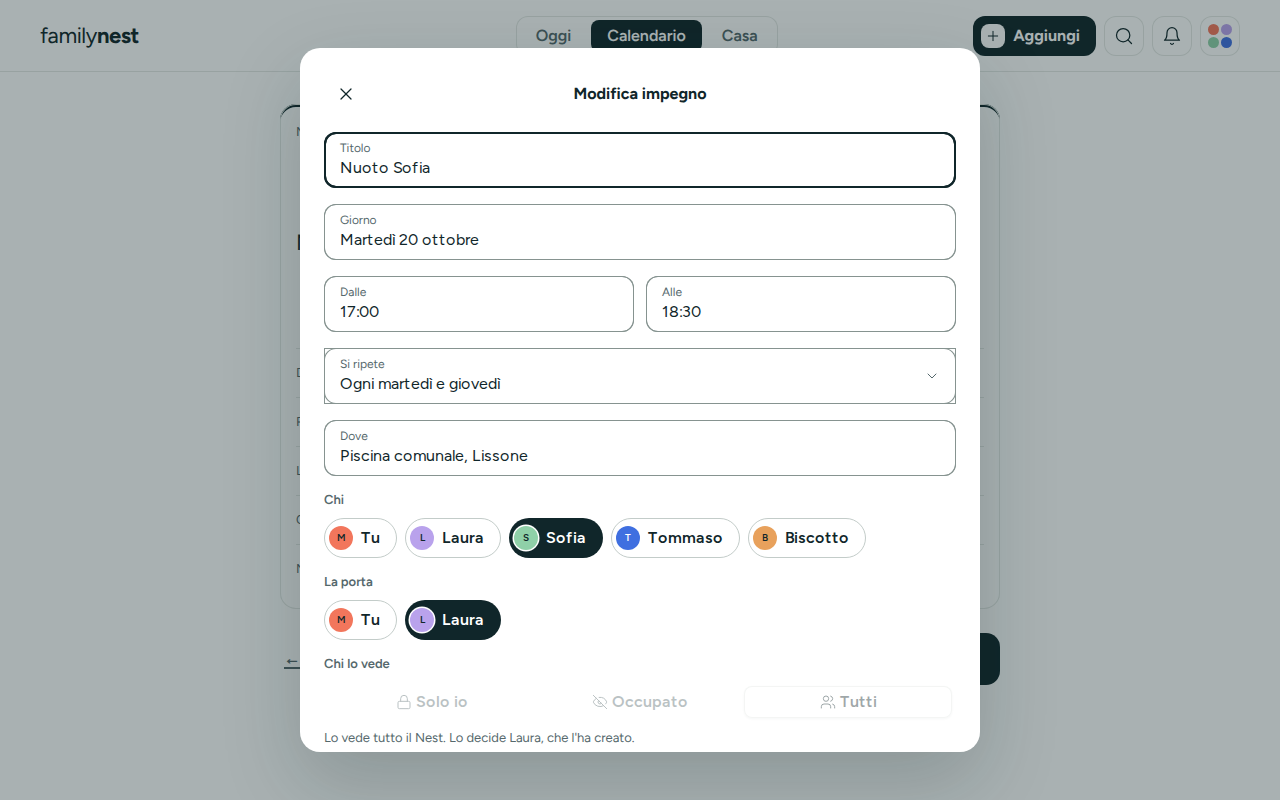 familynest
Oggi
Calendario
Casa
Aggiungi
Modifica impegno
Titolo
Nuoto Sofia
Giorno
Martedì 20 ottobre
Dalle
17:00
Alle
18:30
Si ripete
Ogni martedì e giovedì
Dove
Piscina comunale, Lissone
Chi
M Tu
L Laura
S Sofia
T Tommaso
B Biscotto
La porta
M Tu
L Laura
Chi lo vede
Solo io
Occupato
Tutti
Lo vede tutto il Nest. Lo decide Laura, che l'ha creato.